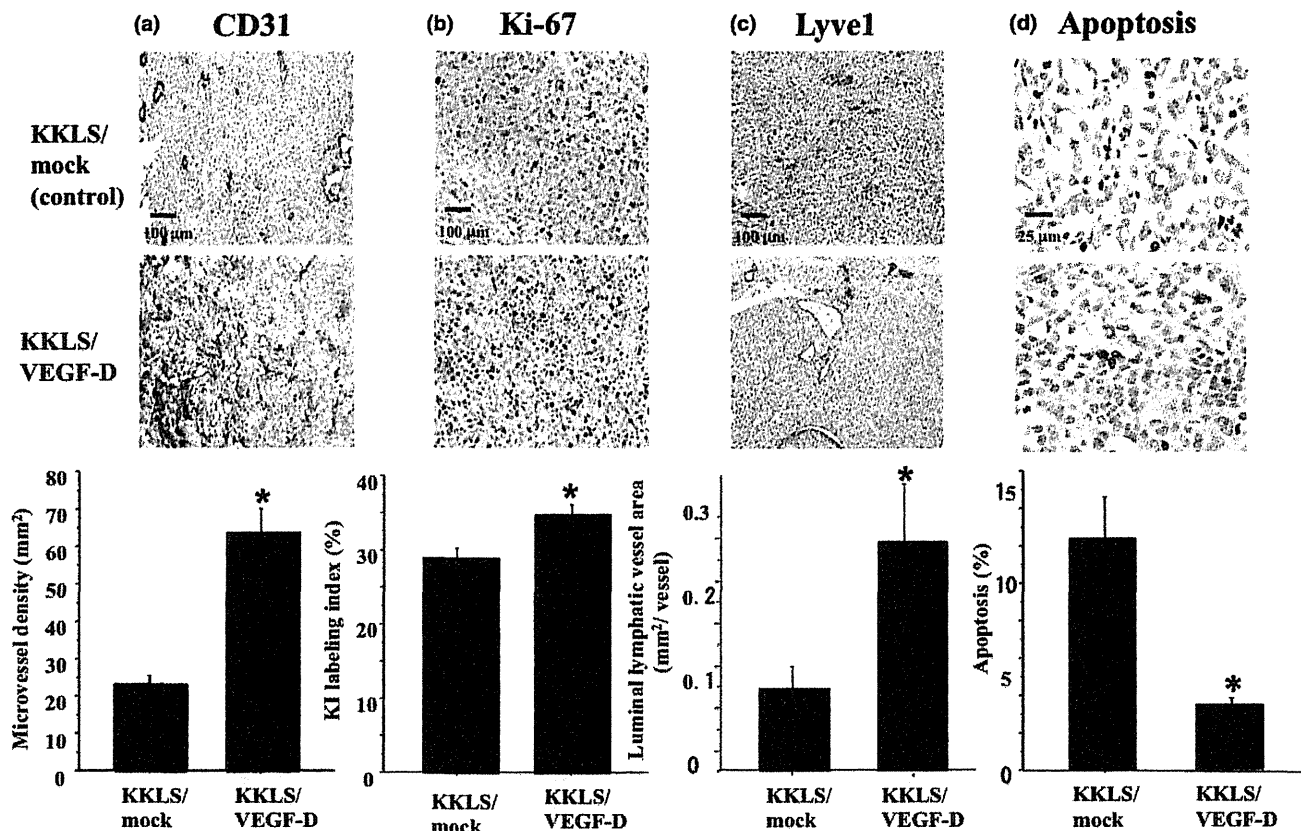 (a) CD31
(b) Ki-67
(c) Lyve1
(d) Apoptosis
KKLS/
mock
(control)
100 μm
100 μm
100 μm
25 μm
KKLS/
VEGF-D
Microvessel density (mm²)
80
70
60
50
40
30
20
10
0
*
KKLS/
mock
KKLS/
VEGF-D
KI labeling index (%)
40
30
20
10
0
*
KKLS/
mock
KKLS/
VEGF-D
Luminal lymphatic vessel area
(mm²/ vessel)
0.3
0.2
0.1
0
*
KKLS/
mock
KKLS/
VEGF-D
Apoptosis (%)
15
10
5
0
*
KKLS/
mock
KKLS/
VEGF-D